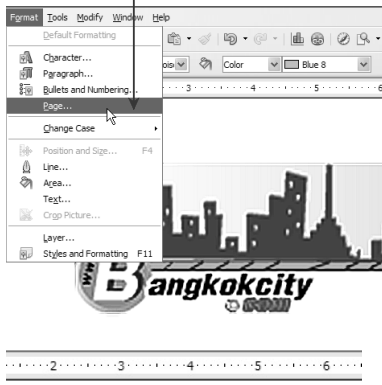 Format Tools Modify Window Help
Default Formatting
Character...
Paragraph...
Bullets and Numbering...
Page...
Change Case
Position and Size... F4
Line...
Area...
Text...
Crop Picture...
Layer...
Styles and Formatting F11
Color Blue 8
3 4 5 6
www
Bangkokcity
.com
2 3 4 5 6